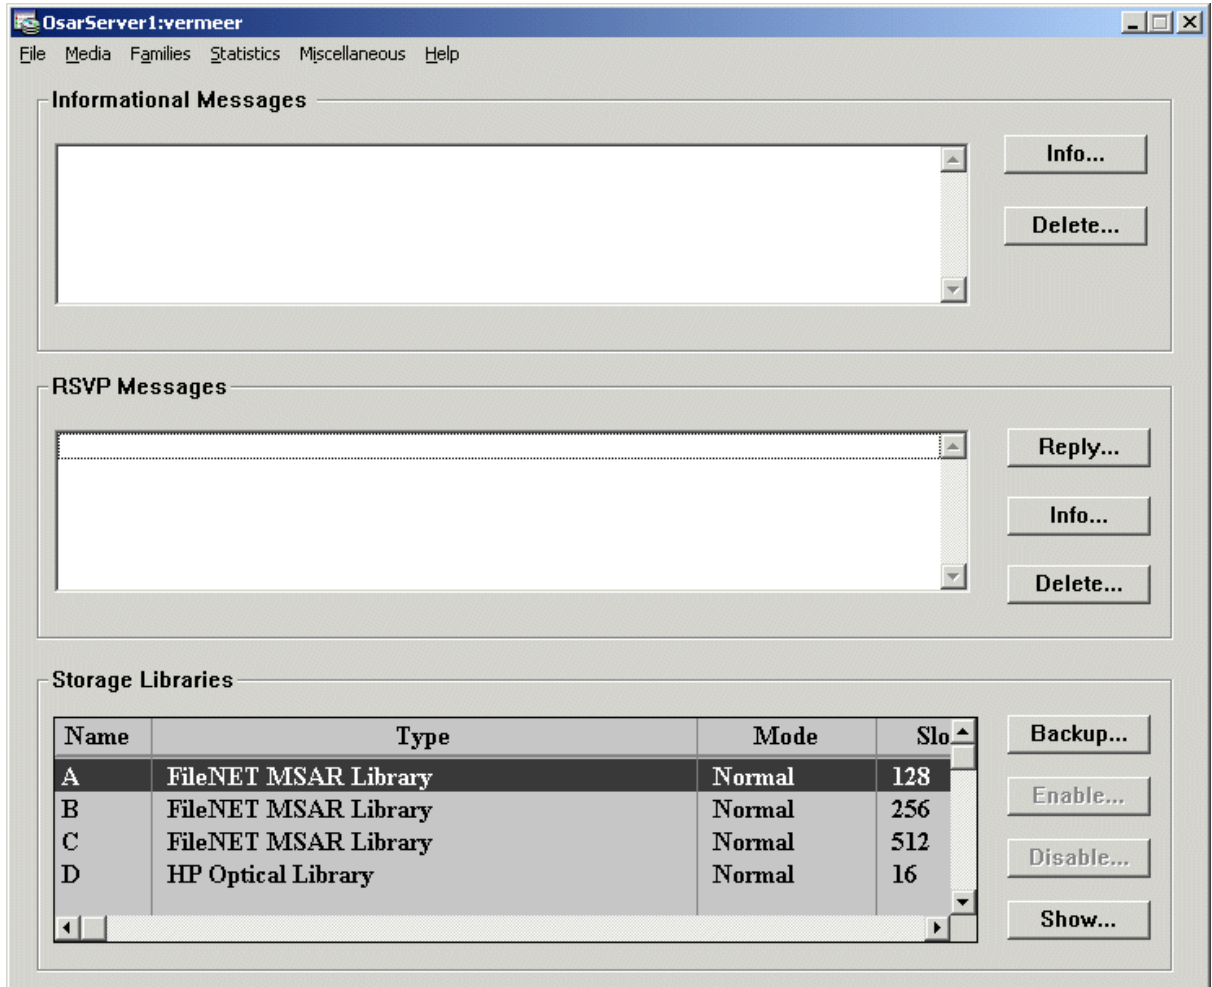 OsarServer1:vermeer
File Media Families Statistics Miscellaneous Help
Informational Messages
Info...
Delete...
RSVP Messages
Reply...
Info...
Delete...
Storage Libraries
Name Type Mode Slo
A FileNET MSAR Library Normal 128
B FileNET MSAR Library Normal 256
C FileNET MSAR Library Normal 512
D HP Optical Library Normal 16
Backup...
Enable...
Disable...
Show...